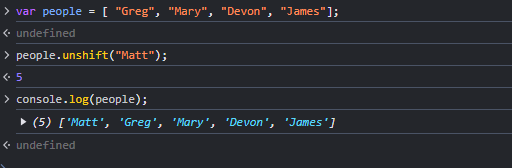 var people = [ "Greg", "Mary", "Devon", "James"];
undefined
people.unshift("Matt");
5
console.log(people);
(5) ['Matt', 'Greg', 'Mary', 'Devon', 'James']
undefined